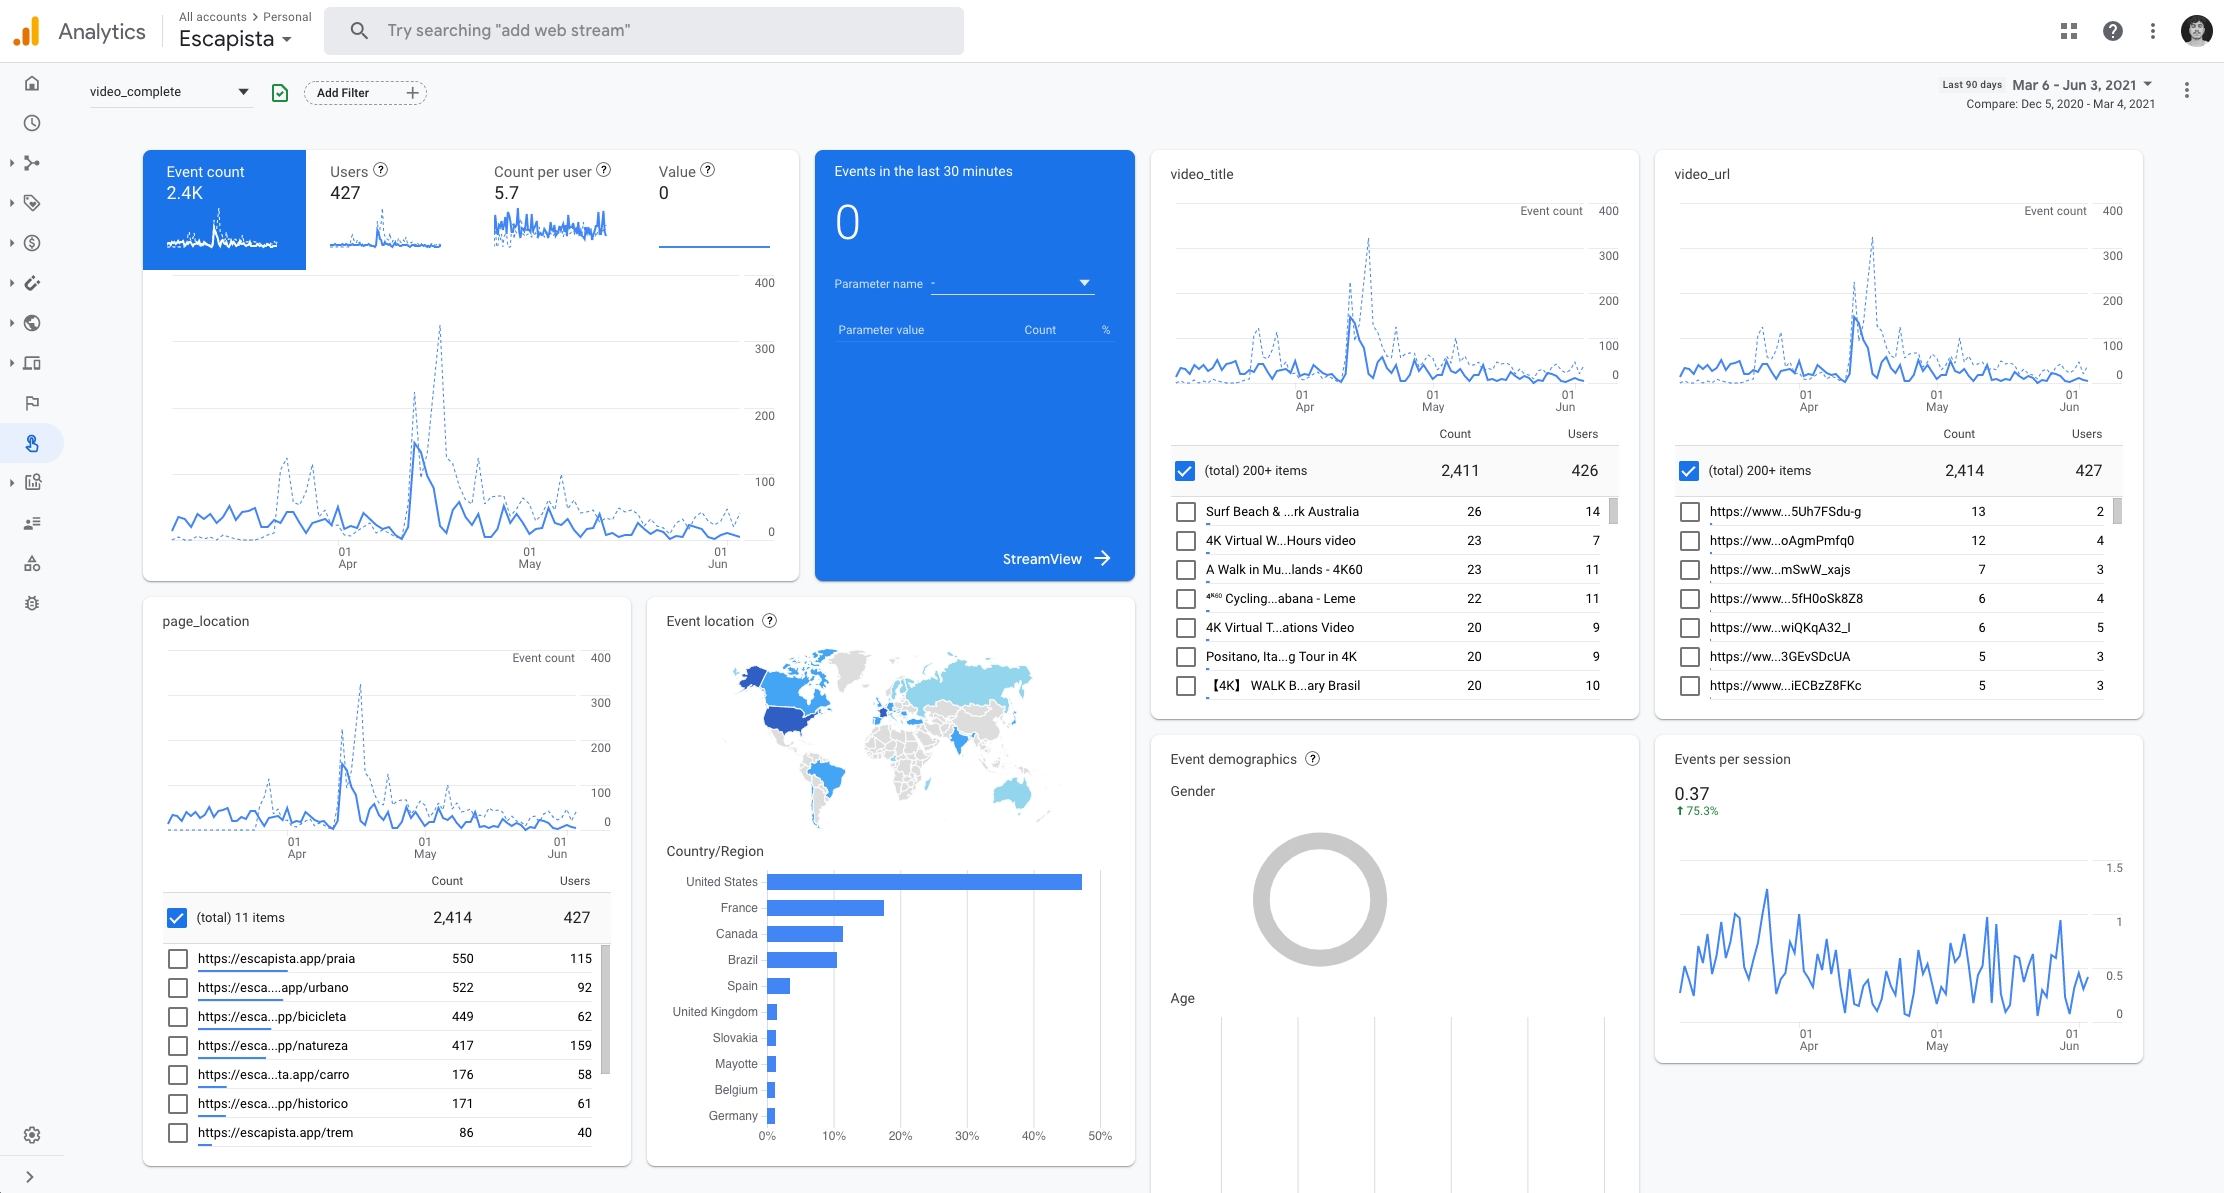 Analytics
All accounts > Personal
Escapista
Try searching "add web stream"
video_complete
Add Filter
Last 90 days Mar 6 - Jun 3, 2021
Compare: Dec 5, 2020 - Mar 4, 2021
Event count
2.4K
Users
427
Count per user
5.7
Value
0
400
300
200
100
0
01 Apr
01 May
01 Jun
Events in the last 30 minutes
0
Parameter name -
Parameter value Count %
StreamView
video_title
Event count 400
300
200
100
0
01 Apr
01 May
01 Jun
Count Users
(total) 200+ items 2,411 426
Surf Beach & ...rk Australia 26 14
4K Virtual W...Hours video 23 7
A Walk in Mu...lands - 4K60 23 11
⁴ᴷ⁶⁰ Cycling...abana - Leme 22 11
4K Virtual T...ations Video 20 9
Positano, Ita...g Tour in 4K 20 9
【4K】 WALK B...ary Brasil 20 10
video_url
Event count 400
300
200
100
0
01 Apr
01 May
01 Jun
Count Users
(total) 200+ items 2,414 427
https://www...5Uh7FSdu-g 13 2
https://ww...oAgmPmfq0 12 4
https://ww...mSwW_xajs 7 3
https://www...5fH0oSk8Z8 6 4
https://ww...wiQKqA32_I 6 5
https://ww...3GEvSDcUA 5 3
https://www...iECBzZ8FKc 5 3
page_location
Event count 400
300
200
100
0
01 Apr
01 May
01 Jun
Count Users
(total) 11 items 2,414 427
https://escapista.app/praia 550 115
https://esca....app/urbano 522 92
https://esca...pp/bicicleta 449 62
https://esca...pp/natureza 417 159
https://esca...ta.app/carro 176 58
https://esca...pp/historico 171 61
https://escapista.app/trem 86 40
Event location
Country/Region
United States
France
Canada
Brazil
Spain
United Kingdom
Slovakia
Mayotte
Belgium
Germany
0% 10% 20% 30% 40% 50%
Event demographics
Gender
Age
Events per session
0.37
75.3%
1.5
1
0.5
0
01 Apr
01 May
01 Jun